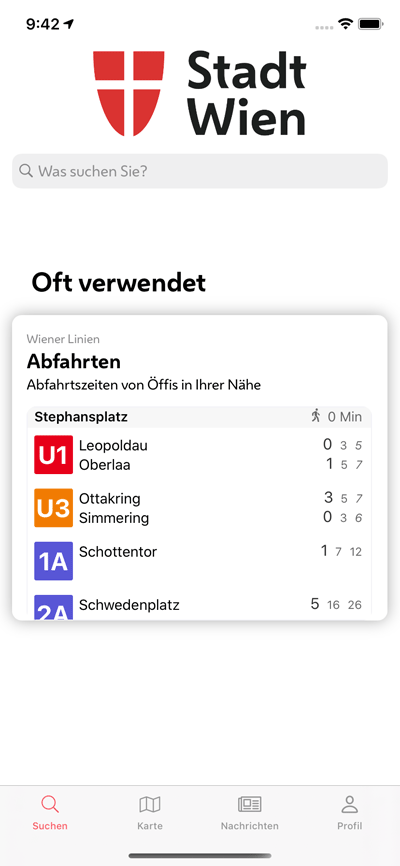 9:42
Stadt
Wien
Was suchen Sie?
Oft verwendet
Wiener Linien
Abfahrten
Abfahrtszeiten von Öffis in Ihrer Nähe
Stephansplatz 0 Min
U1 Leopoldau 0 3 5
Oberlaa 1 5 7
U3 Ottakring 3 5 7
Simmering 0 3 6
1A Schottentor 1 7 12
2A Schwedenplatz 5 16 26
Suchen Karte Nachrichten Profil